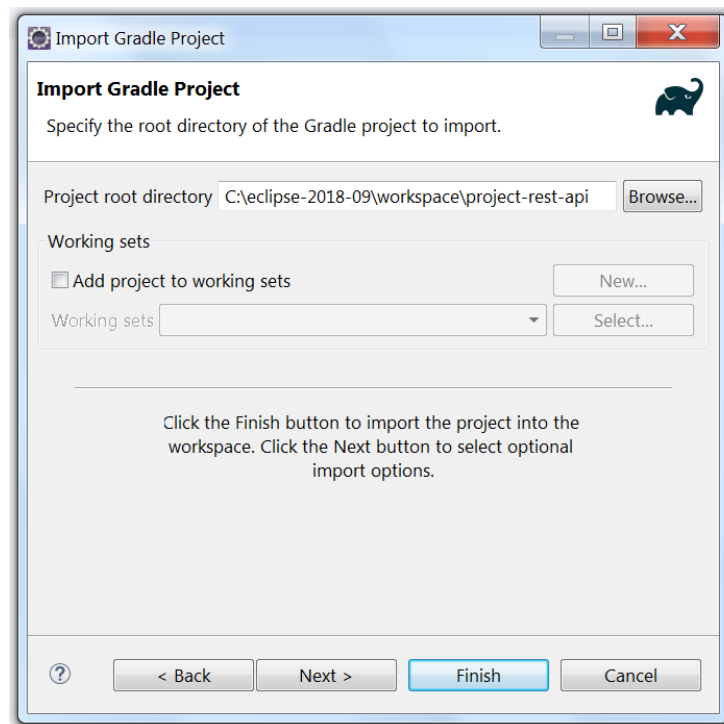 Import Gradle Project
Import Gradle Project
Specify the root directory of the Gradle project to import.
Project root directory C:\eclipse-2018-09\workspace\project-rest-api Browse...
Working sets
Add project to working sets New...
Working sets Select...
Click the Finish button to import the project into the
workspace. Click the Next button to select optional
import options.
? < Back Next > Finish Cancel